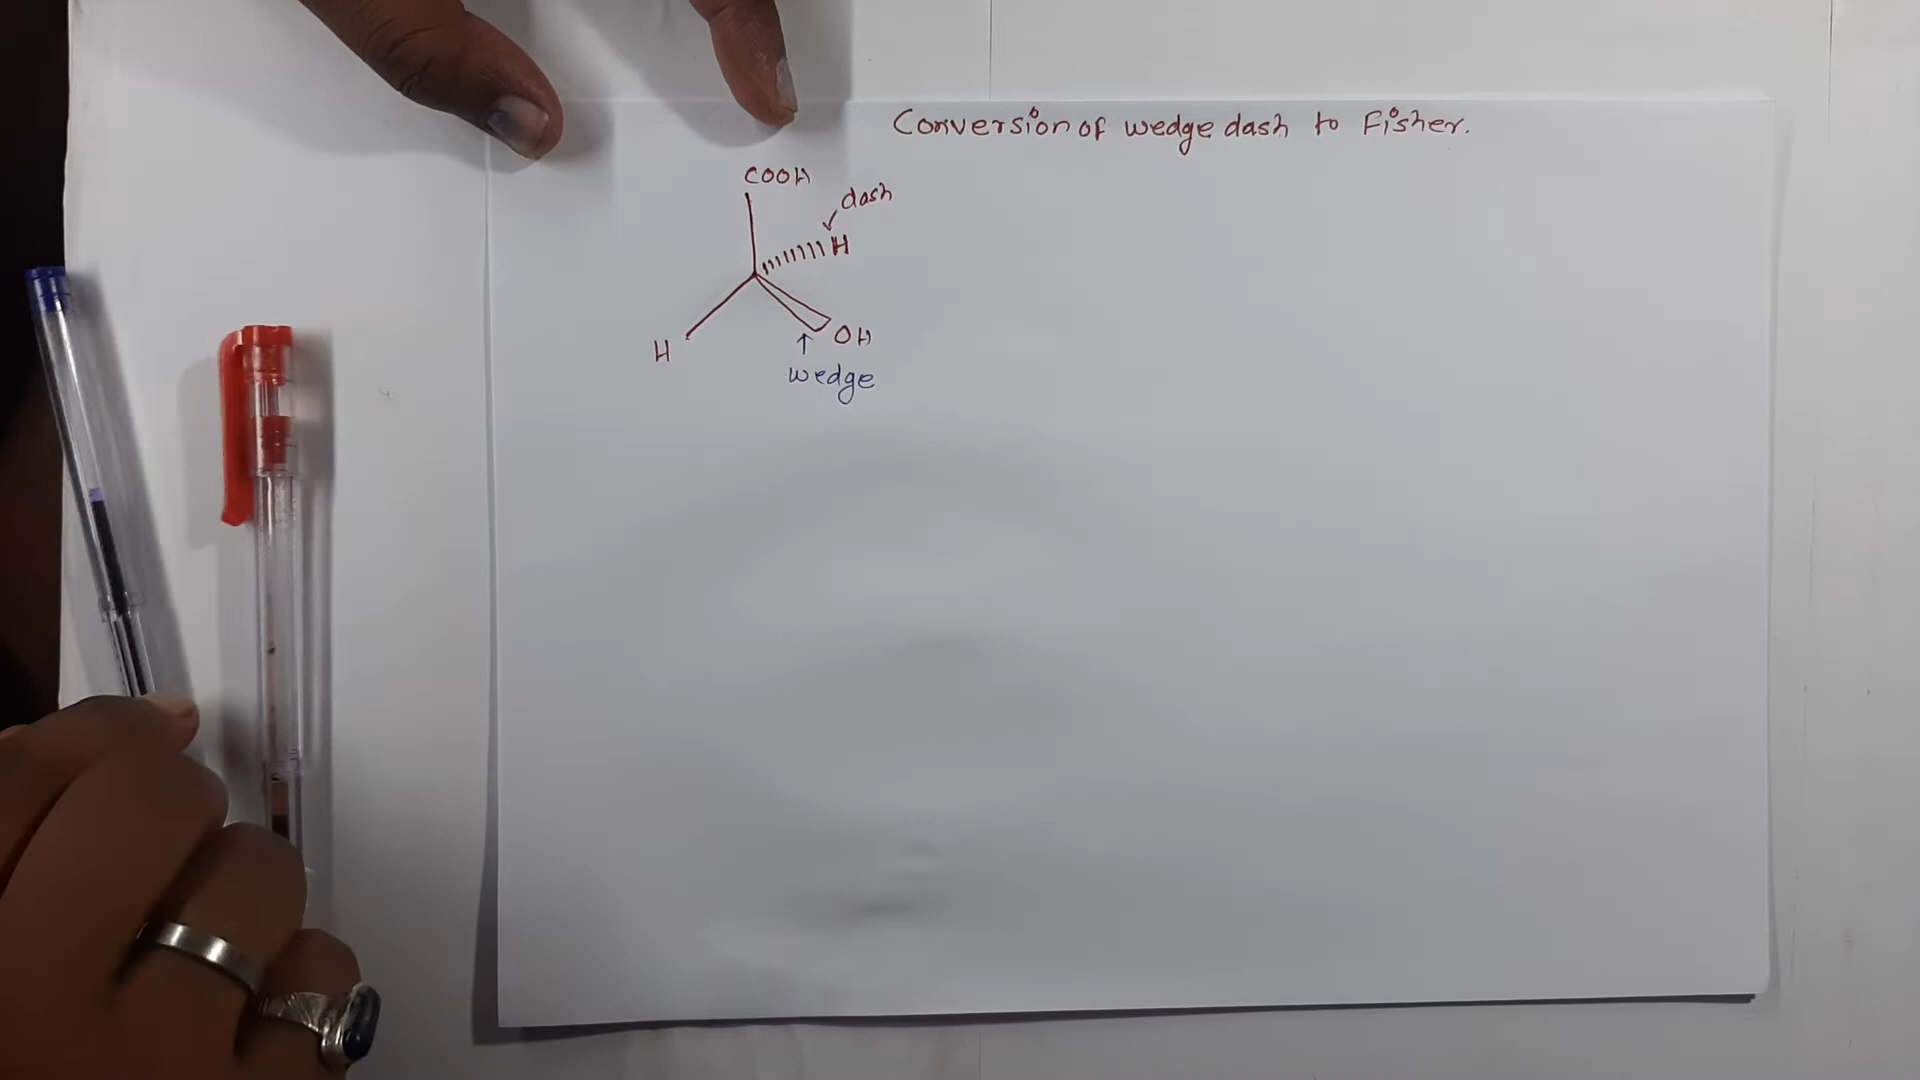 Conversion of wedge dash to Fisher.
COOH
dash
H
OH
H
wedge